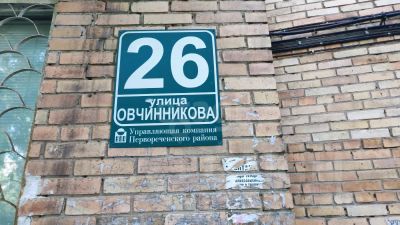 26
улица
ОВЧИННИКОВА
Управляющая компания
Первореченского района